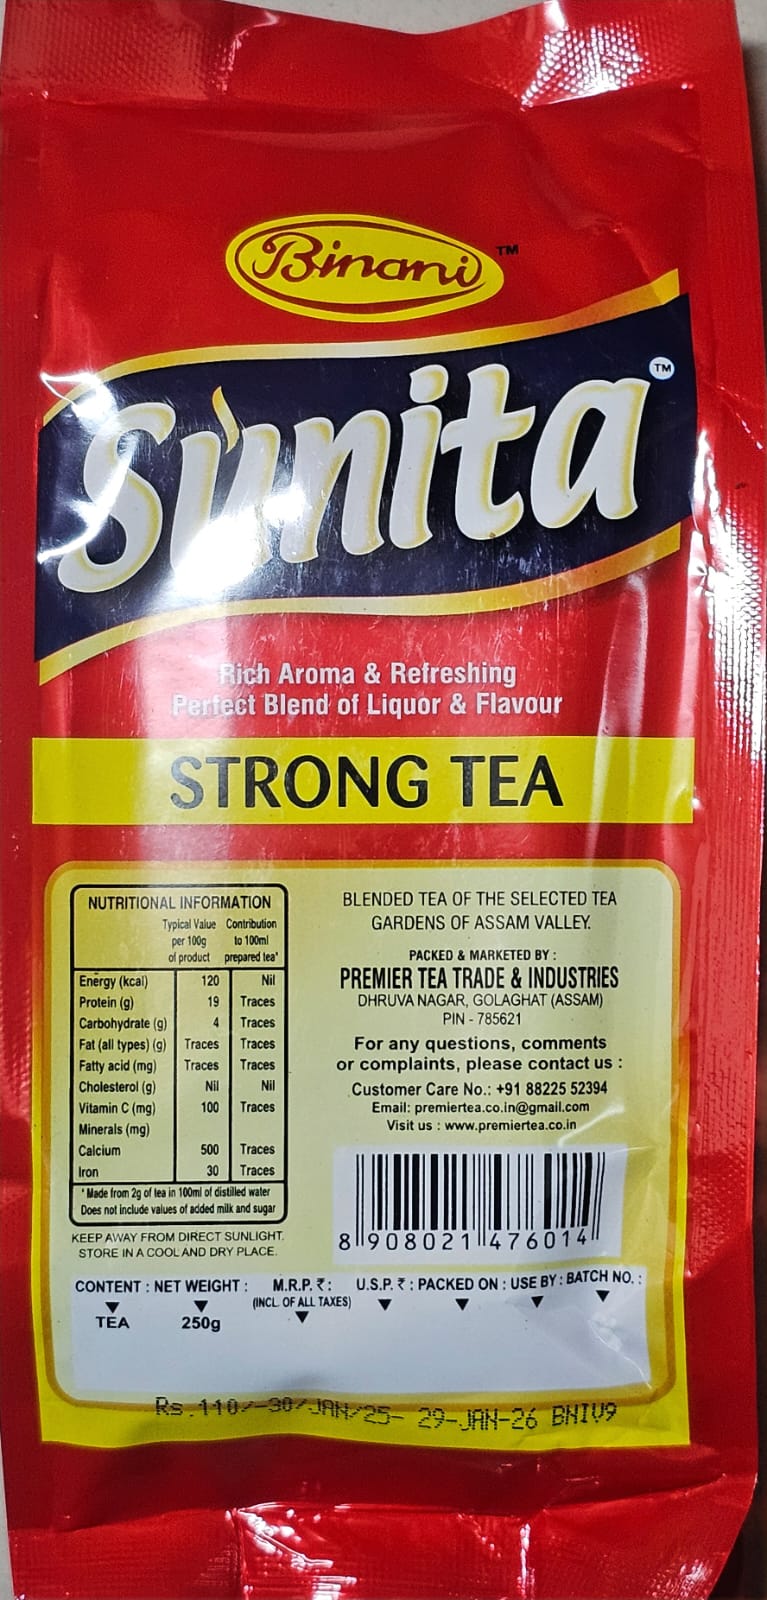 Binani TM
Sunita TM
Rich Aroma & Refreshing
Perfect Blend of Liquor & Flavour
STRONG TEA
NUTRITIONAL INFORMATION
Typical Value per 100g of product Contribution to 100ml prepared tea*
Energy (kcal) 120 Nil
Protein (g) 19 Traces
Carbohydrate (g) 4 Traces
Fat (all types) (g) Traces Traces
Fatty acid (mg) Traces Traces
Cholesterol (g) Nil Nil
Vitamin C (mg) 100 Traces
Minerals (mg)
Calcium 500 Traces
Iron 30 Traces
* Made from 2g of tea in 100ml of distilled water
Does not include values of added milk and sugar
KEEP AWAY FROM DIRECT SUNLIGHT.
STORE IN A COOL AND DRY PLACE.
BLENDED TEA OF THE SELECTED TEA
GARDENS OF ASSAM VALLEY.
PACKED & MARKETED BY :
PREMIER TEA TRADE & INDUSTRIES
DHRUVA NAGAR, GOLAGHAT (ASSAM)
PIN - 785621
For any questions, comments
or complaints, please contact us :
Customer Care No.: +91 88225 52394
Email: premiertea.co.in@gmail.com
Visit us : www.premiertea.co.in
8 908021 476014
CONTENT : NET WEIGHT : M.R.P. ₹ : U.S.P. ₹ : PACKED ON : USE BY : BATCH NO. :
(INCL. OF ALL TAXES)
TEA 250g
Rs.110/-30/JAN/25- 29-JAN-26 BNIV9